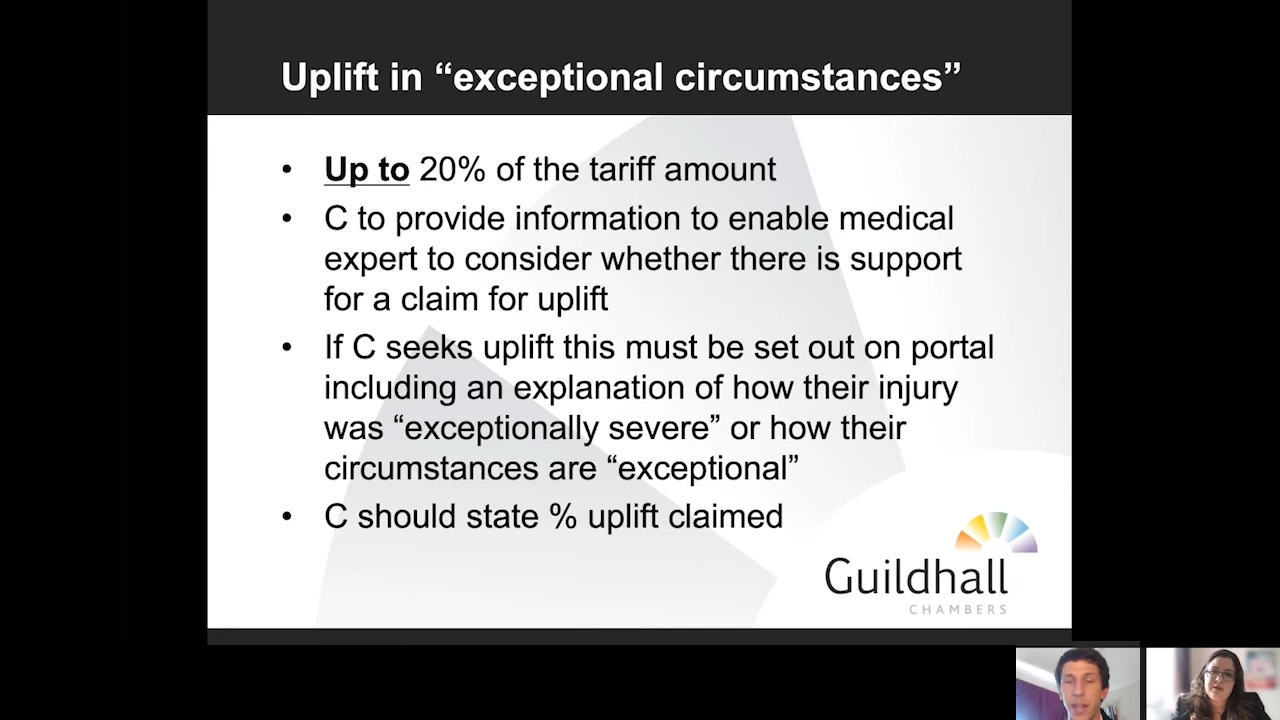 Uplift in “exceptional circumstances”
• Up to 20% of the tariff amount
• C to provide information to enable medical
expert to consider whether there is support
for a claim for uplift
• If C seeks uplift this must be set out on portal
including an explanation of how their injury
was “exceptionally severe” or how their
circumstances are “exceptional”
• C should state % uplift claimed
Guildhall
CHAMBERS